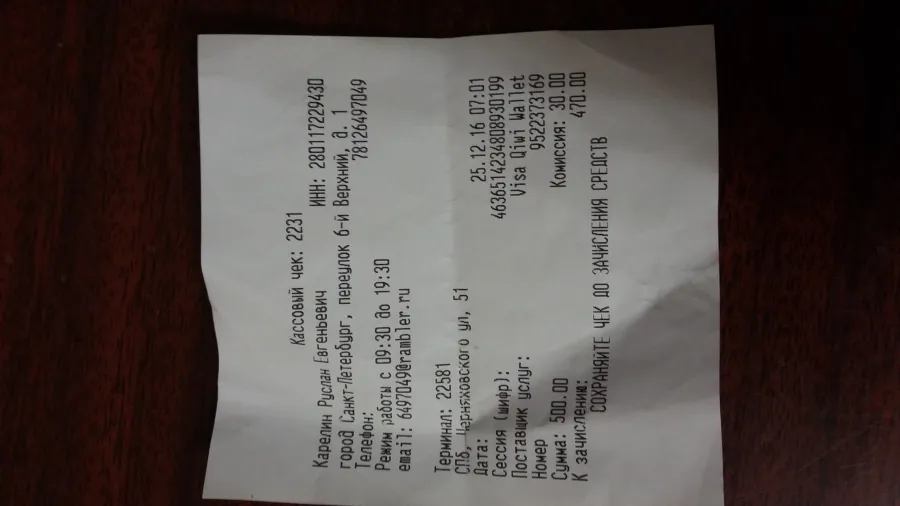 Кассовый чек: 2231
Карелин Руслан Евгеньевич ИНН: 280117229430
город Санкт-Петербург, переулок 6-й Верхний, д. 1
Телефон: 78126497049
Режим работы с 09:30 до 19:30
email: 6497049@rambler.ru
Терминал: 22581
СПб, Черняховского ул, 51
Дата: 25.12.16 07:01
Сессия (шифр): 4636514234808930199
Поставщик услуг: Visa Qiwi Wallet
Номер 9522373169
Сумма: 500.00 Комиссия: 30.00
К зачислению: 470.00
СОХРАНЯЙТЕ ЧЕК ДО ЗАЧИСЛЕНИЯ СРЕДСТВ